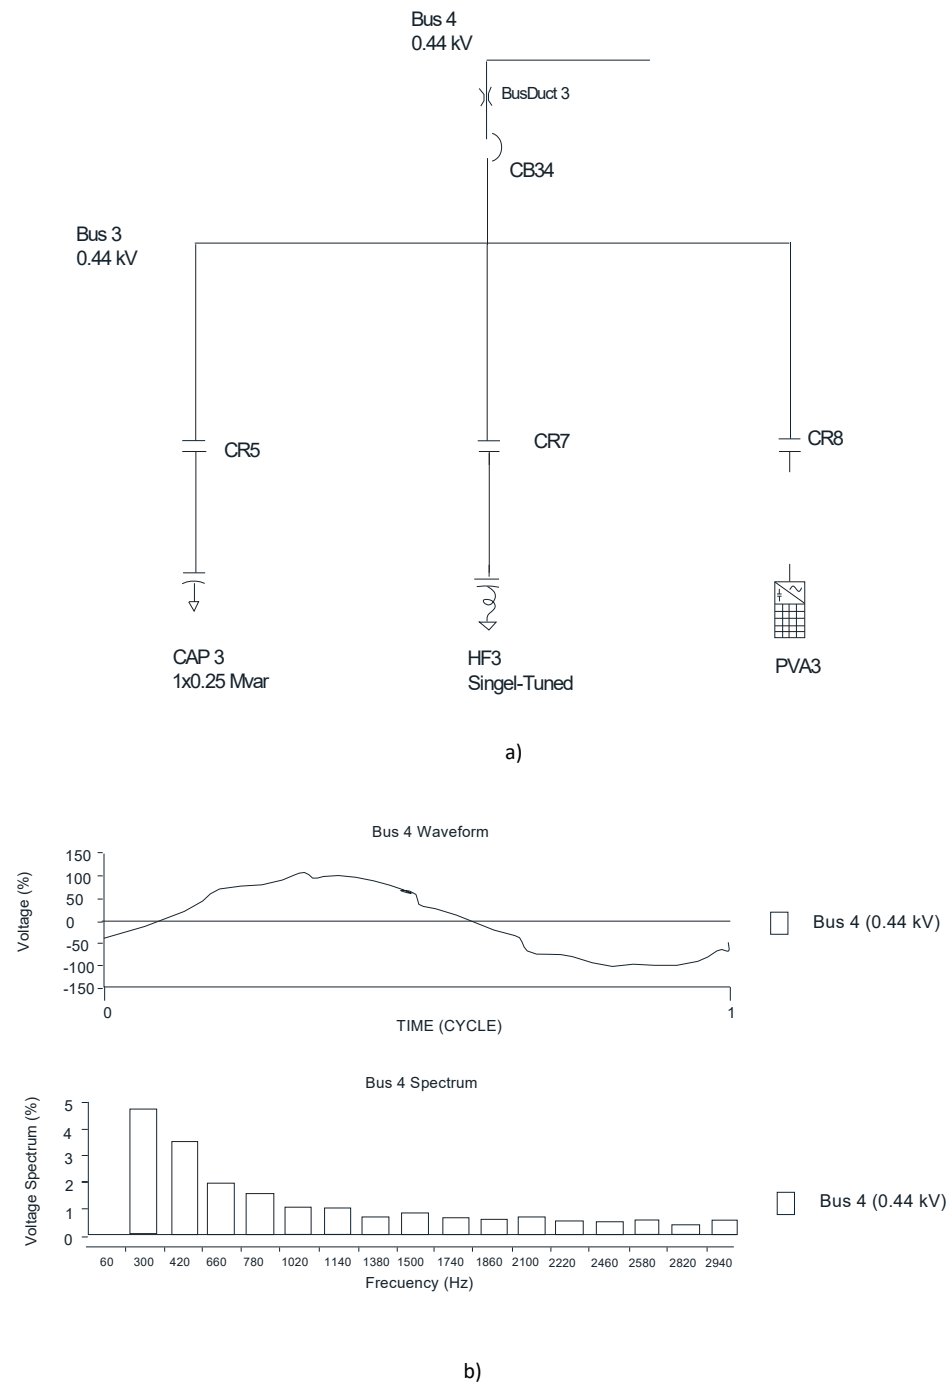 Bus 4
0.44 kV
BusDuct 3
CB34
Bus 3
0.44 kV
CR5
CR7
CR8
CAP 3
1x0.25 Mvar
HF3
Singel-Tuned
PVA3
a)
Bus 4 Waveform
Voltage (%)
150
100
50
0
-50
-100
-150
0
1
TIME (CYCLE)
Bus 4 (0.44 kV)
Bus 4 Spectrum
Voltage Spectrum (%)
5
4
3
2
1
0
60 300 420 660 780 1020 1140 1380 1500 1740 1860 2100 2220 2460 2580 2820 2940
Frecuency (Hz)
Bus 4 (0.44 kV)
b)